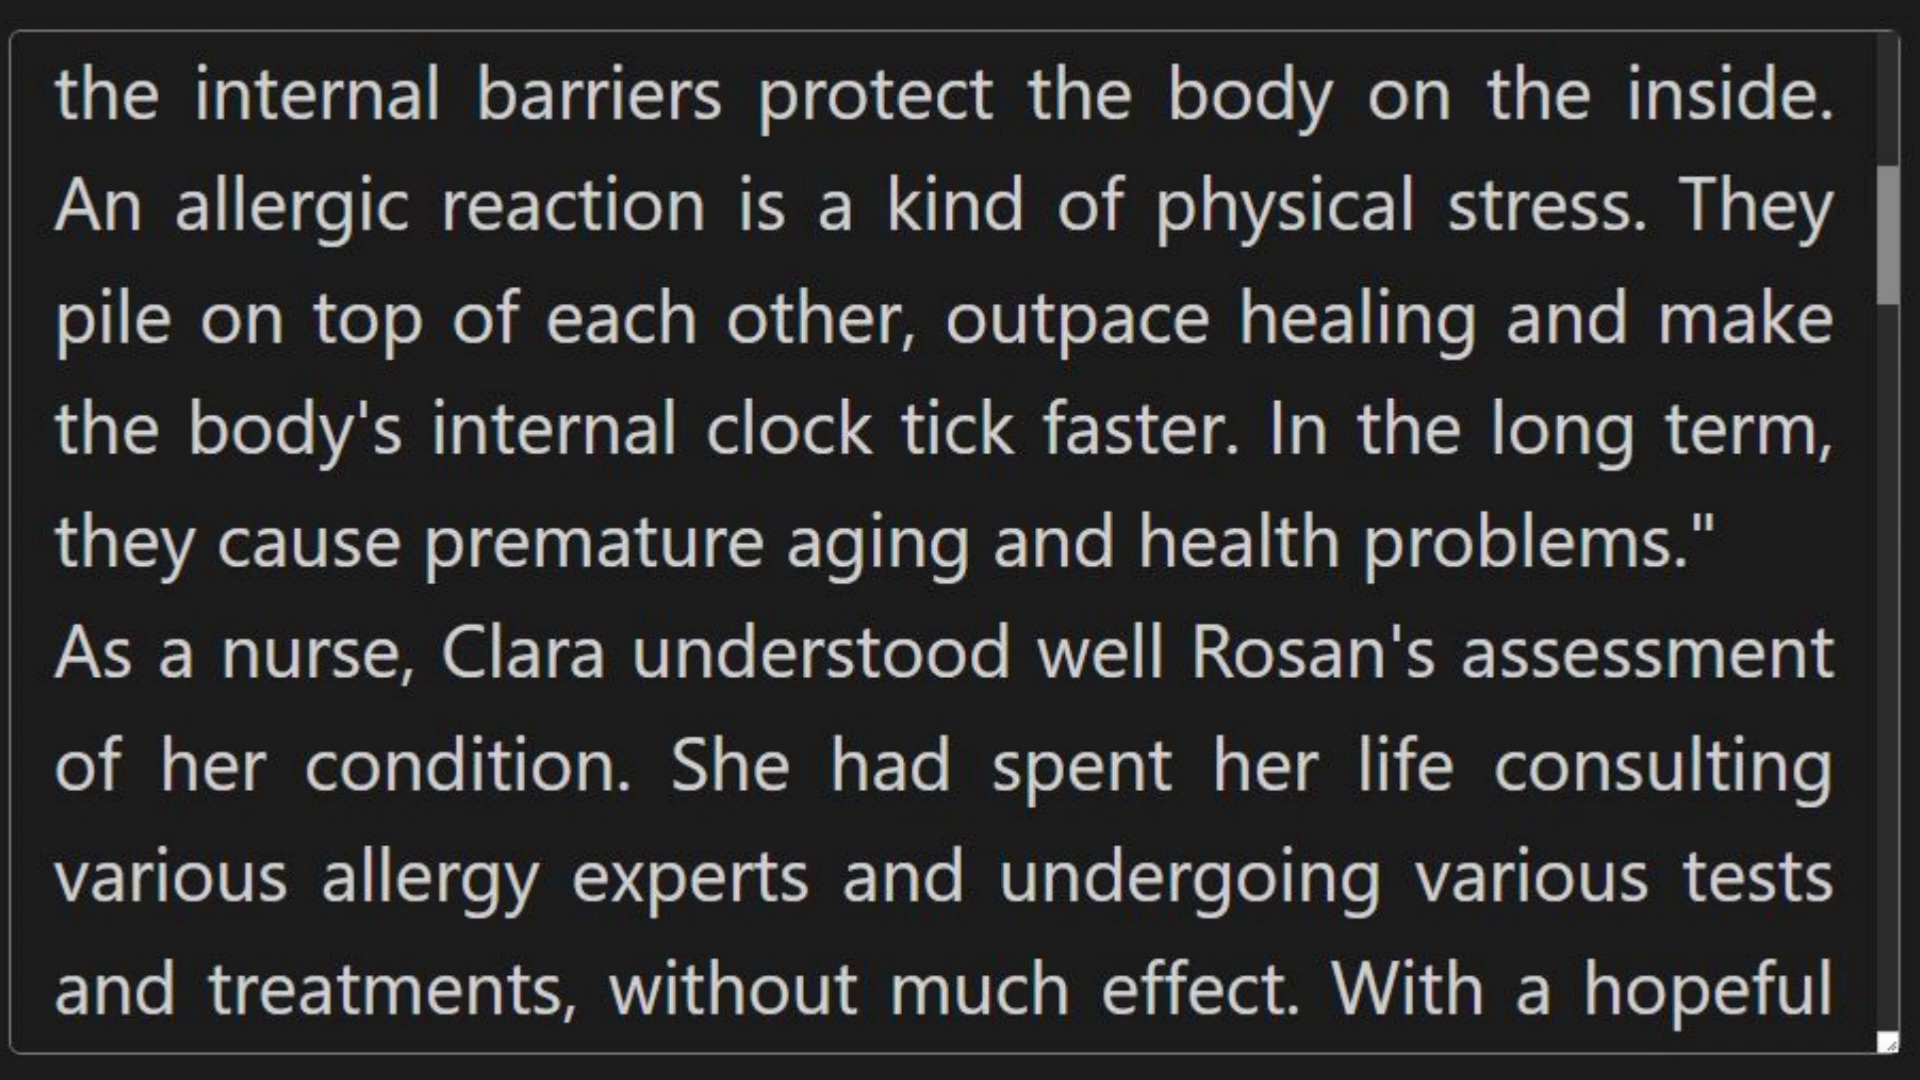 the internal barriers protect the body on the inside.
An allergic reaction is a kind of physical stress. They
pile on top of each other, outpace healing and make
the body's internal clock tick faster. In the long term,
they cause premature aging and health problems."
As a nurse, Clara understood well Rosan's assessment
of her condition. She had spent her life consulting
various allergy experts and undergoing various tests
and treatments, without much effect. With a hopeful